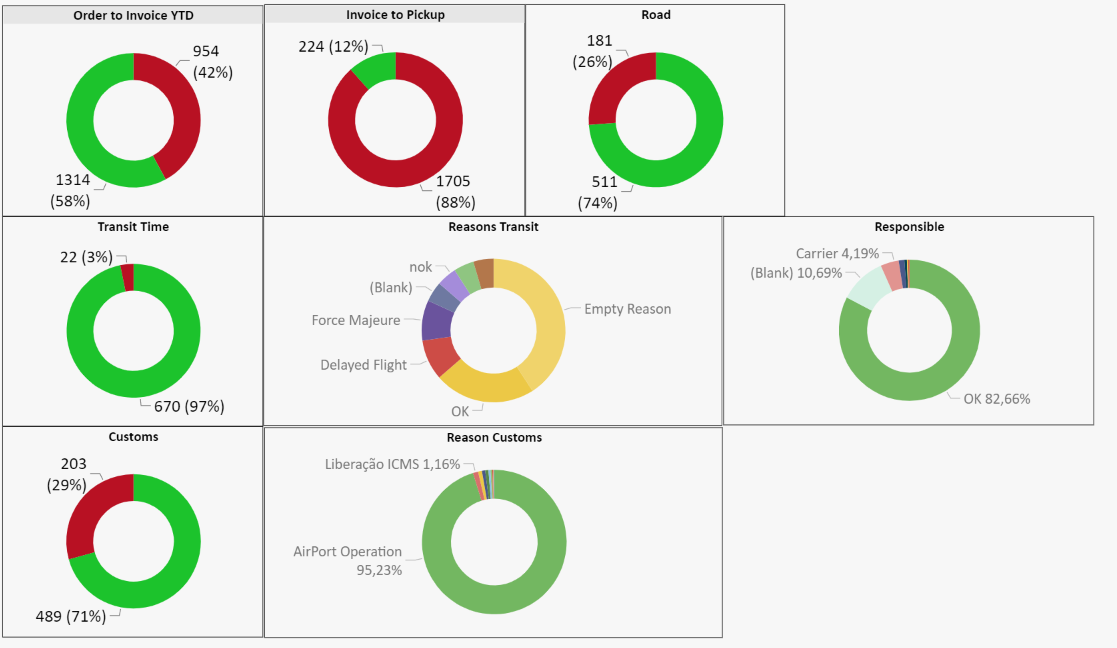 Order to Invoice YTD
954
(42%)
1314
(58%)
Invoice to Pickup
224 (12%)
1705
(88%)
Road
181
(26%)
511
(74%)
Transit Time
22 (3%)
670 (97%)
Reasons Transit
nok
(Blank)
Force Majeure
Delayed Flight
OK
Empty Reason
Responsible
Carrier 4,19%
(Blank) 10,69%
OK 82,66%
Customs
203
(29%)
489 (71%)
Reason Customs
Liberação ICMS 1,16%
AirPort Operation
95,23%